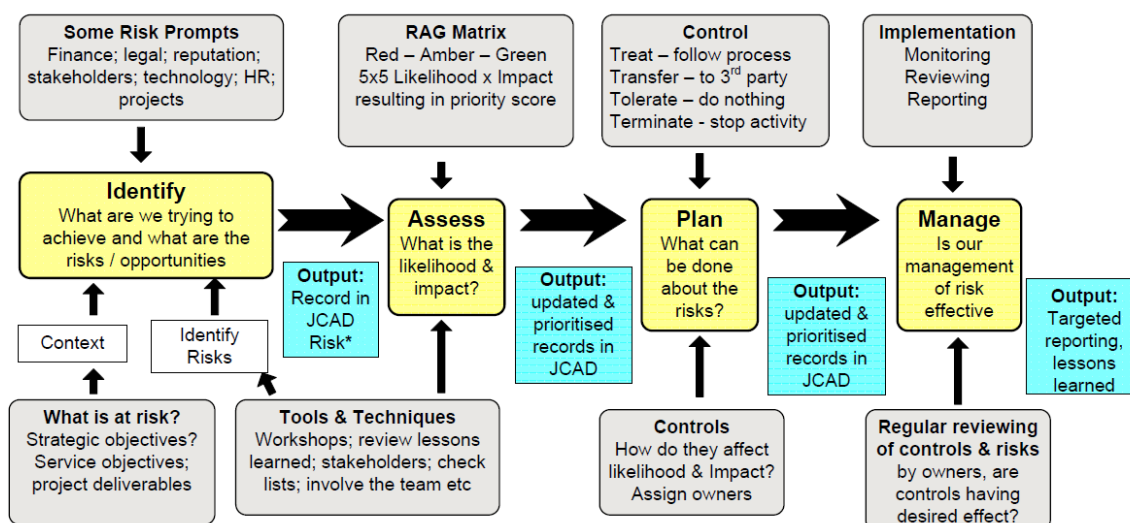 Some Risk Prompts
Finance; legal; reputation;
stakeholders; technology; HR;
projects
RAG Matrix
Red – Amber – Green
5x5 Likelihood x Impact
resulting in priority score
Control
Treat – follow process
Transfer – to 3rd party
Tolerate – do nothing
Terminate - stop activity
Implementation
Monitoring
Reviewing
Reporting
Identify
What are we trying to
achieve and what are the
risks / opportunities
Assess
What is the
likelihood &
impact?
Plan
What can
be done
about the
risks?
Manage
Is our
management
of risk
effective
Output:
Record in
JCAD
Risk*
Output:
updated &
prioritised
records in
JCAD
Output:
updated &
prioritised
records in
JCAD
Output:
Targeted
reporting,
lessons
learned
Context
Identify
Risks
What is at risk?
Strategic objectives?
Service objectives;
project deliverables
Tools & Techniques
Workshops; review lessons
learned; stakeholders; check
lists; involve the team etc
Controls
How do they affect
likelihood & Impact?
Assign owners
Regular reviewing
of controls & risks
by owners, are
controls having
desired effect?